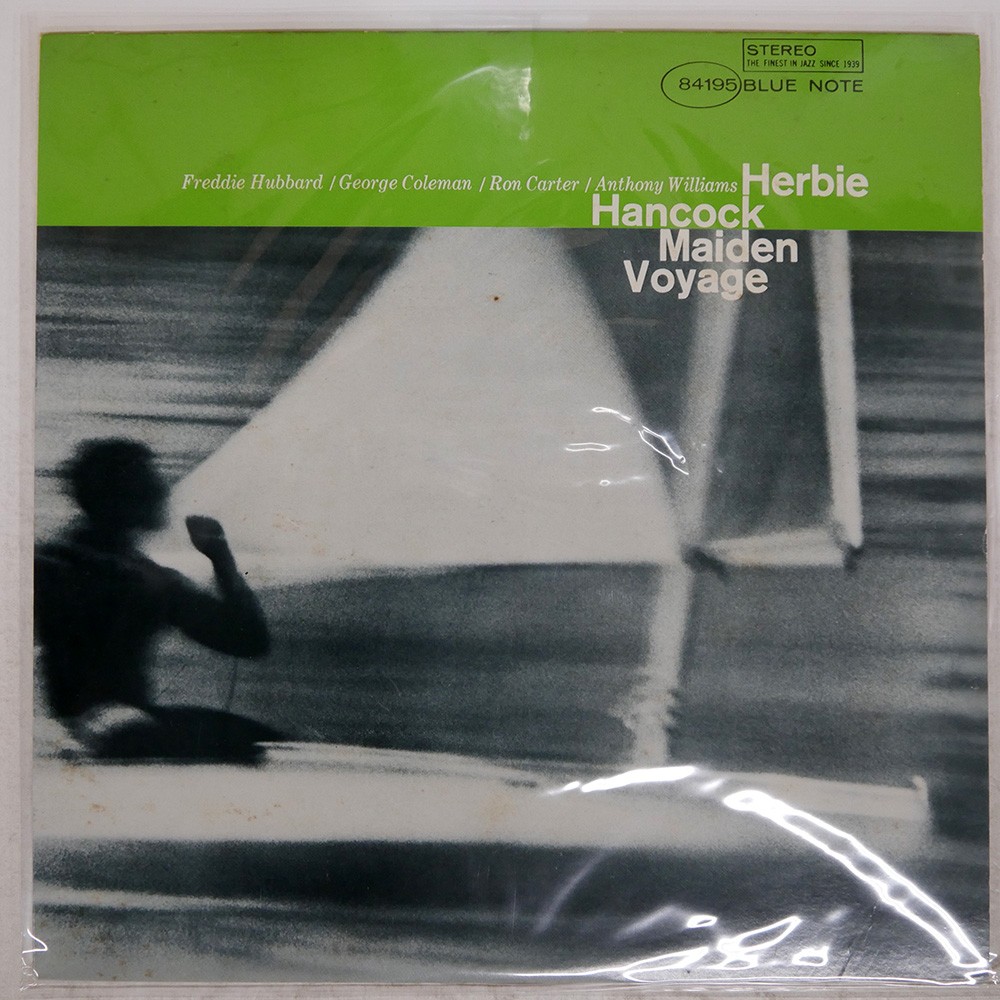 STEREO
THE FINEST IN JAZZ SINCE 1939
84195 BLUE NOTE
Freddie Hubbard / George Coleman / Ron Carter / Anthony Williams Herbie
Hancock
Maiden
Voyage